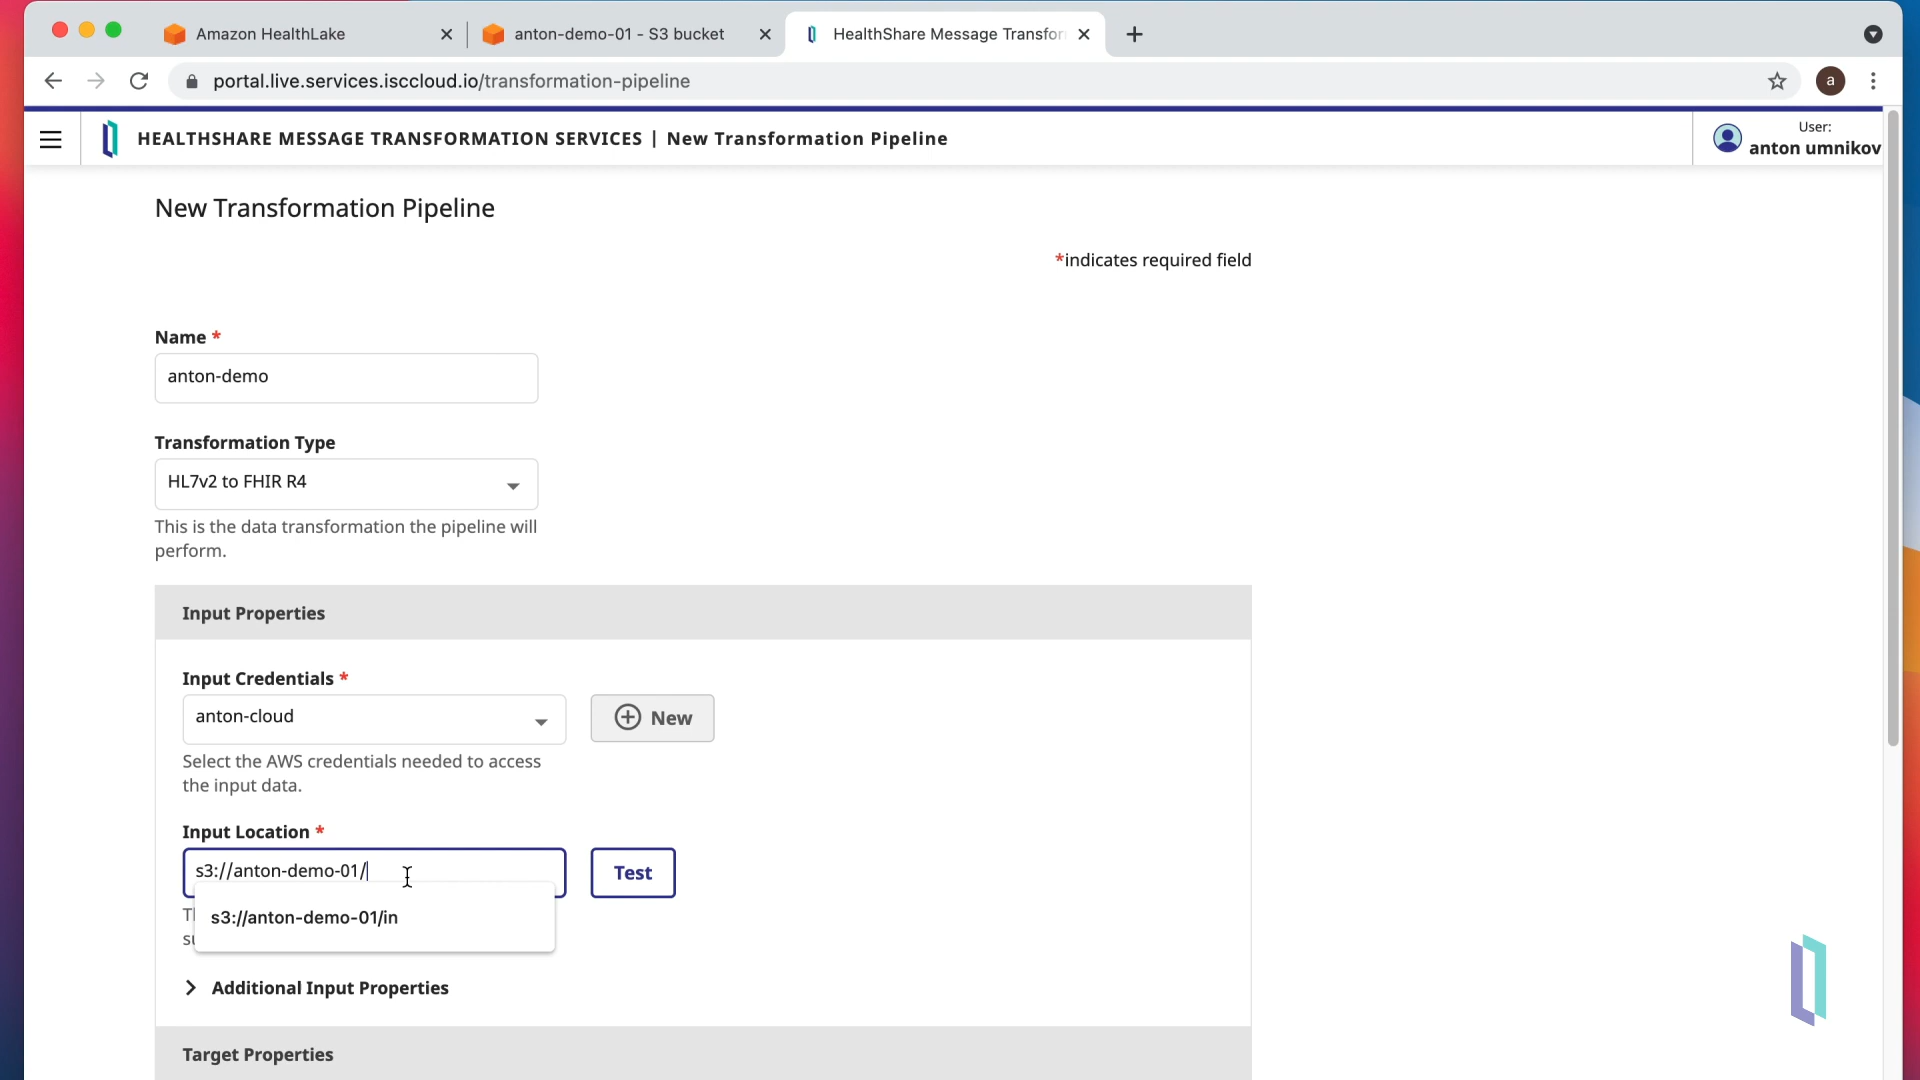 Amazon HealthLake
anton-demo-01 - S3 bucket
HealthShare Message Transfor
portal.live.services.isccloud.io/transformation-pipeline
a
HEALTHSHARE MESSAGE TRANSFORMATION SERVICES | New Transformation Pipeline
User:
anton umnikov
New Transformation Pipeline
*indicates required field
Name *
anton-demo
Transformation Type
HL7v2 to FHIR R4
This is the data transformation the pipeline will
perform.
Input Properties
Input Credentials *
anton-cloud
New
Select the AWS credentials needed to access
the input data.
Input Location *
s3://anton-demo-01/
Test
s3://anton-demo-01/in
Additional Input Properties
Target Properties